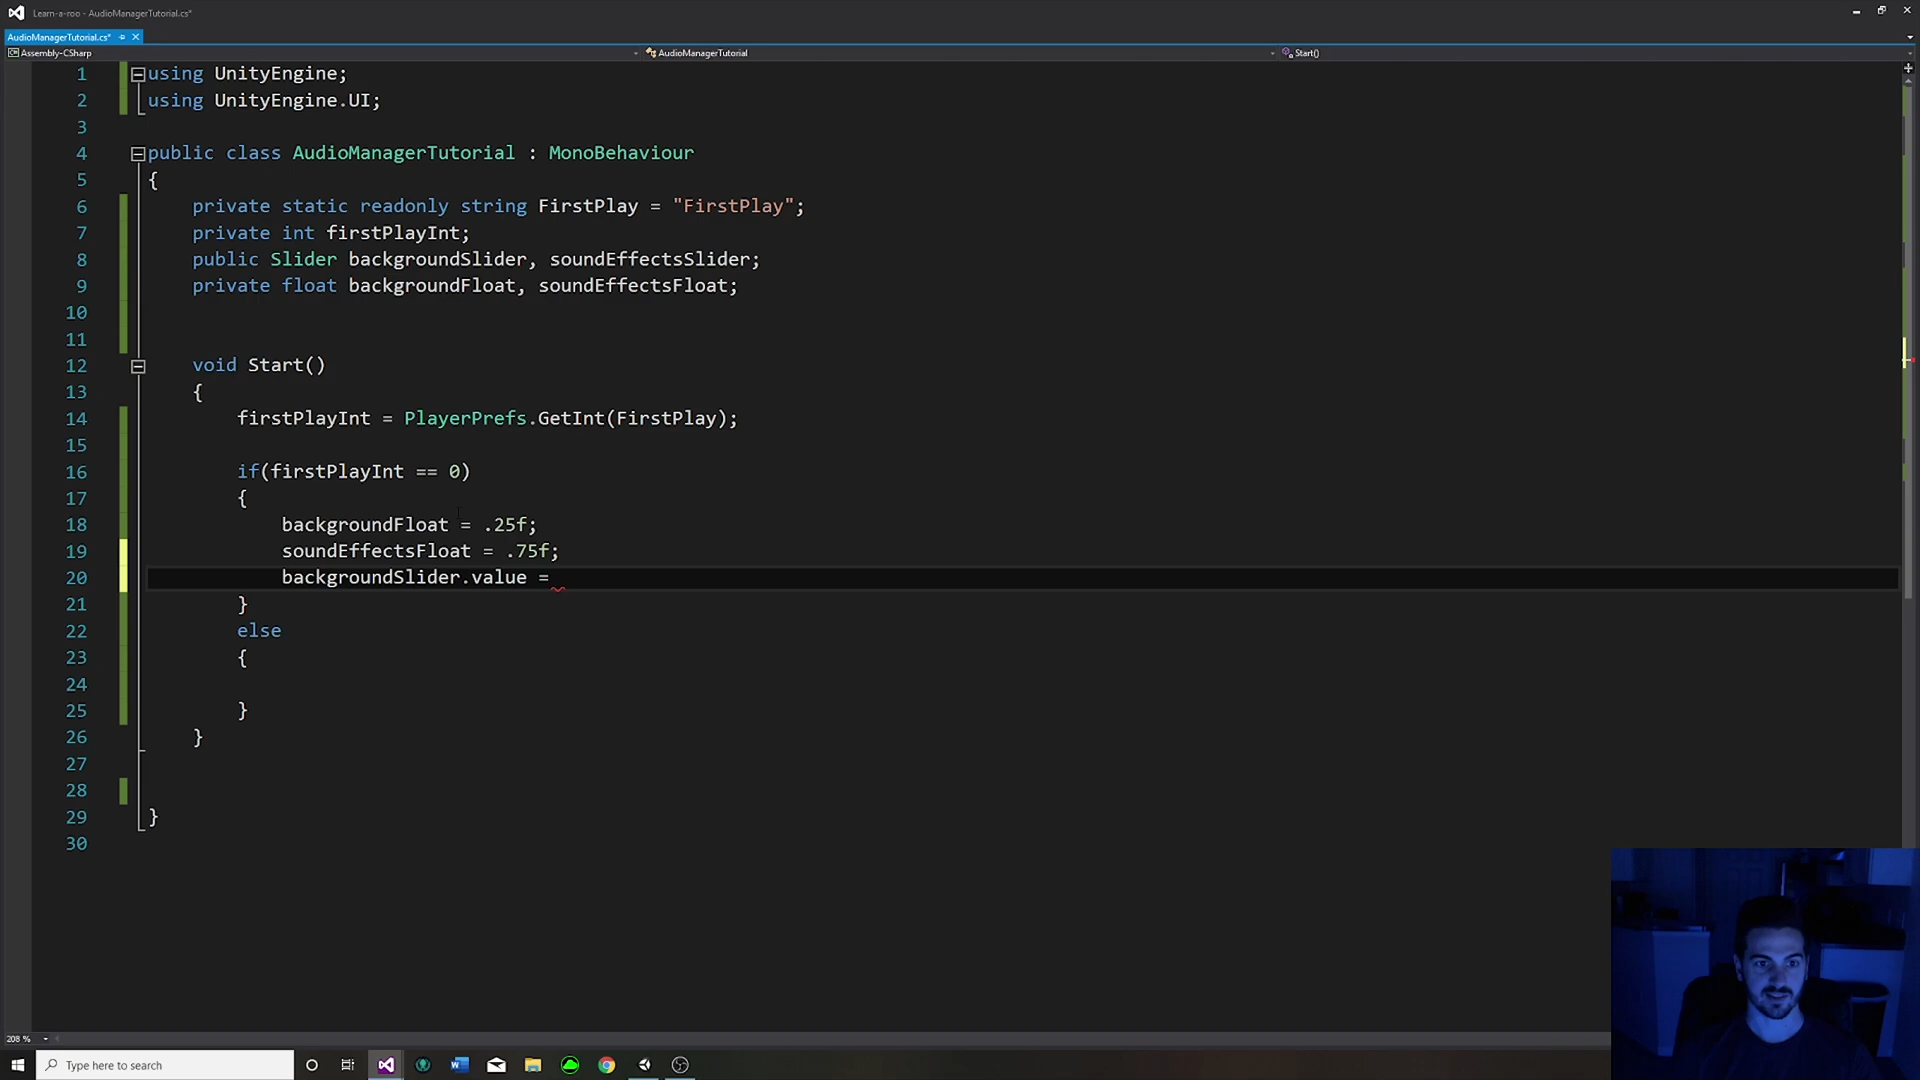 Learn-a-roo - AudioManagerTutorial.cs*
AudioManagerTutorial.cs*
Assembly-CSharp
AudioManagerTutorial
Start()
1 using UnityEngine;
2 using UnityEngine.UI;
3
4 public class AudioManagerTutorial : MonoBehaviour
5 {
6 private static readonly string FirstPlay = "FirstPlay";
7 private int firstPlayInt;
8 public Slider backgroundSlider, soundEffectsSlider;
9 private float backgroundFloat, soundEffectsFloat;
10
11
12 void Start()
13 {
14 firstPlayInt = PlayerPrefs.GetInt(FirstPlay);
15
16 if(firstPlayInt == 0)
17 {
18 backgroundFloat = .25f;
19 soundEffectsFloat = .75f;
20 backgroundSlider.value =
21 }
22 else
23 {
24
25 }
26 }
27
28
29 }
30
208 %
Type here to search